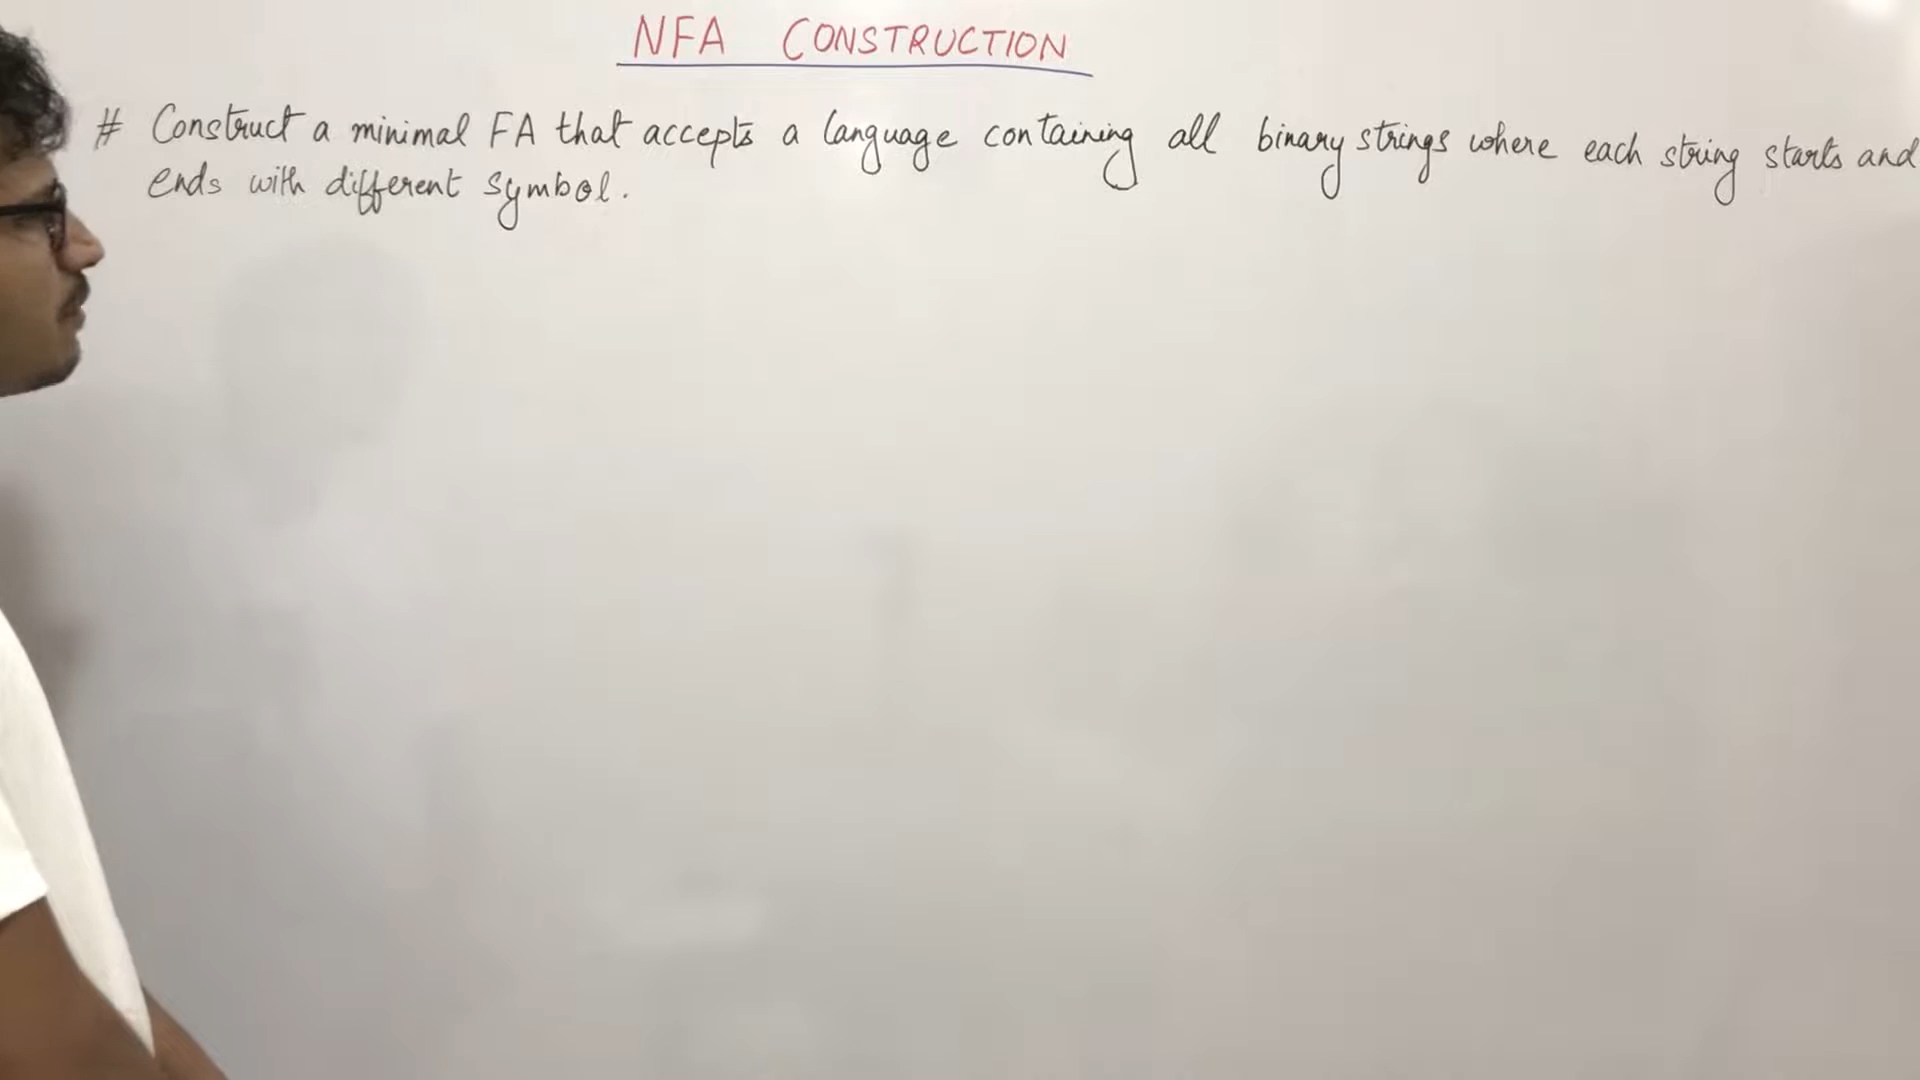 NFA CONSTRUCTION
# Construct a minimal FA that accepts a language containing all binary strings where each string starts and
ends with different symbol.